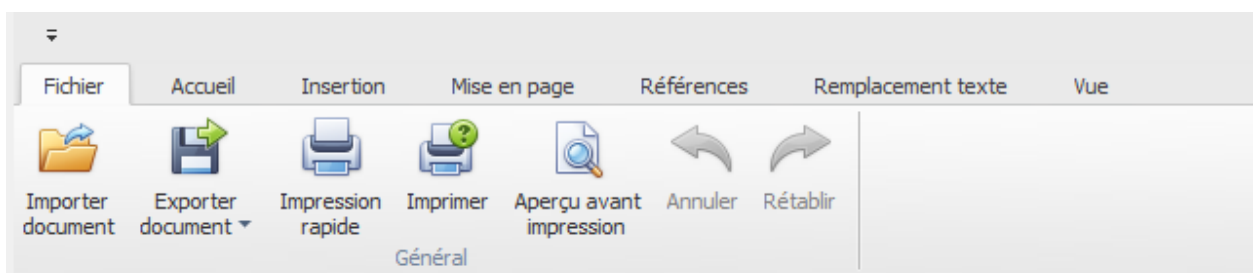 Fichier Accueil Insertion Mise en page Références Remplacement texte Vue
Importer Exporter Impression Imprimer Aperçu avant Annuler Rétablir
document document rapide impression
Général